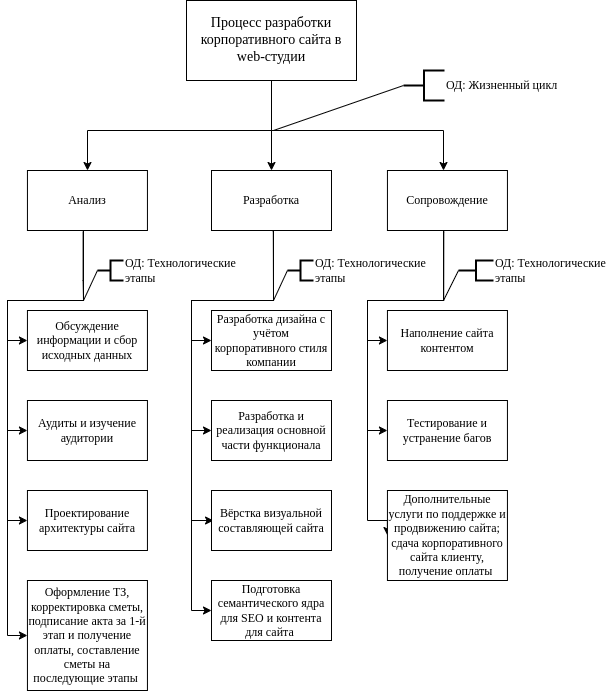 Процесс разработки
корпоративного сайта в
web-студии
ОД: Жизненный цикл
Анализ
Разработка
Сопровождение
ОД: Технологические
этапы
ОД: Технологические
этапы
ОД: Технологические
этапы
Обсуждение
информации и сбор
исходных данных
Разработка дизайна с
учётом
корпоративного стиля
компании
Наполнение сайта
контентом
Аудиты и изучение
аудитории
Разработка и
реализация основной
части функционала
Тестирование и
устранение багов
Проектирование
архитектуры сайта
Вёрстка визуальной
составляющей сайта
Дополнительные
услуги по поддержке и
продвижению сайта;
сдача корпоративного
сайта клиенту,
получение оплаты
Оформление ТЗ,
корректировка сметы,
подписание акта за 1-й
этап и получение
оплаты, составление
сметы на
последующие этапы
Подготовка
семантического ядра
для SEO и контента
для сайта